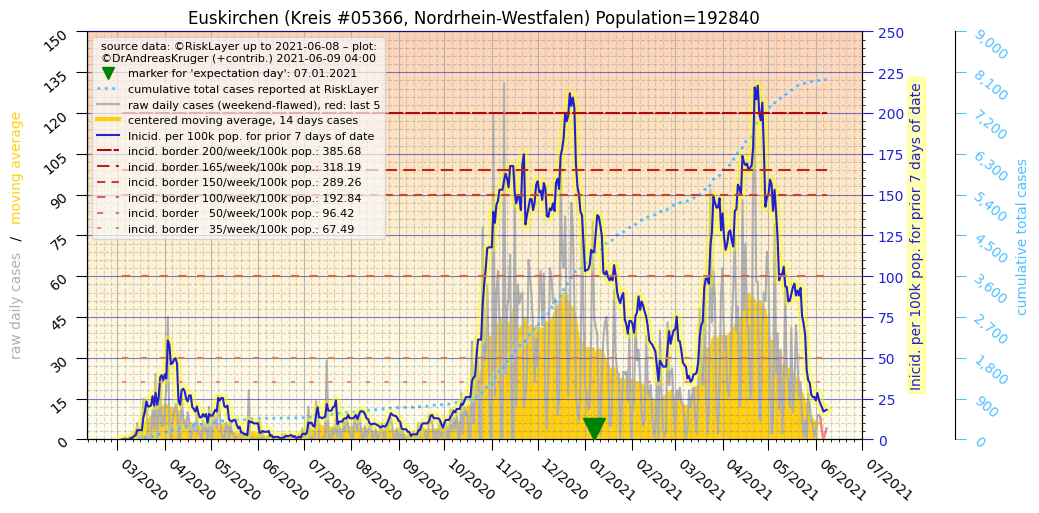 Euskirchen (Kreis #05366, Nordrhein-Westfalen) Population=192840
source data: ©RiskLayer up to 2021-06-08 – plot:
©DrAndreasKruger (+contrib.) 2021-06-09 04:00
marker for 'expectation day': 07.01.2021
cumulative total cases reported at RiskLayer
raw daily cases (weekend-flawed), red: last 5
centered moving average, 14 days cases
Inicid. per 100k pop. for prior 7 days of date
incid. border 200/week/100k pop.: 385.68
incid. border 165/week/100k pop.: 318.19
incid. border 150/week/100k pop.: 289.26
incid. border 100/week/100k pop.: 192.84
incid. border   50/week/100k pop.: 96.42
incid. border   35/week/100k pop.: 67.49
raw daily cases / moving average
150
135
120
105
90
75
60
45
30
15
0
250
225
200
175
150
125
100
75
50
25
0
Inicid. per 100k pop. for prior 7 days of date
9,000
8,100
7,200
6,300
5,400
4,500
3,600
2,700
1,800
900
0
cumulative total cases
03/2020
04/2020
05/2020
06/2020
07/2020
08/2020
09/2020
10/2020
11/2020
12/2020
01/2021
02/2021
03/2021
04/2021
05/2021
06/2021
07/2021